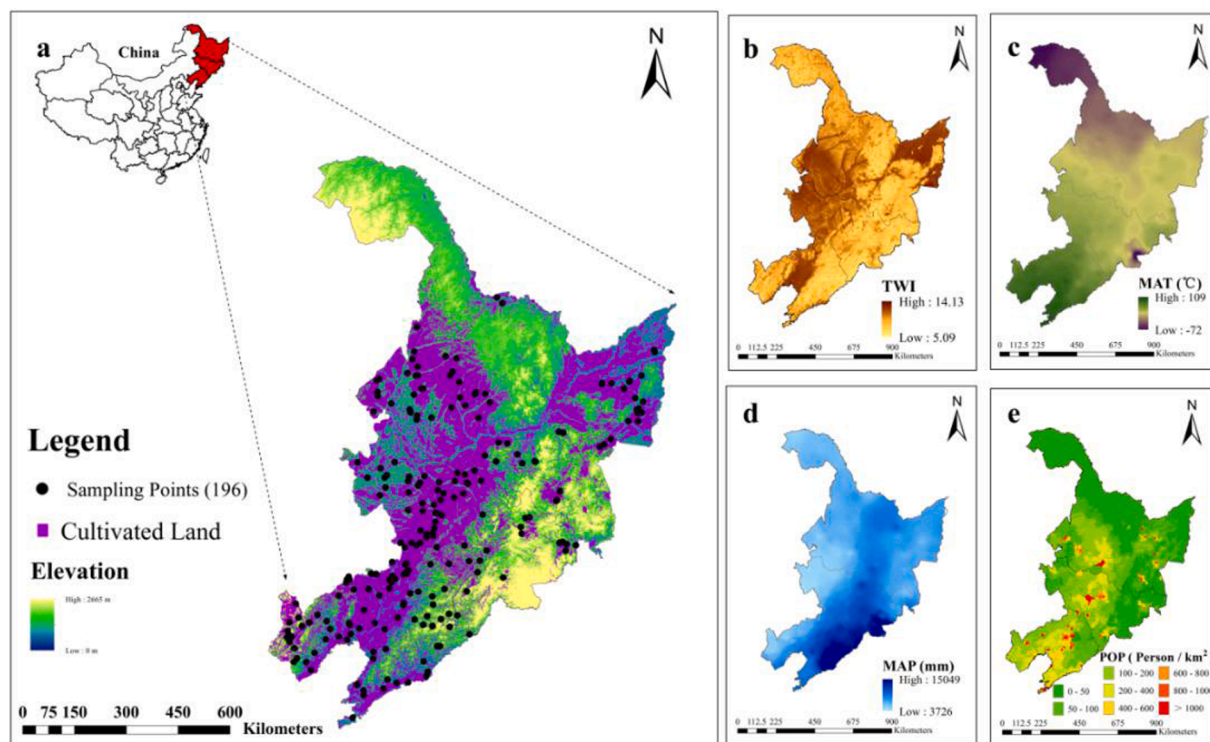 a
China
N
Legend
Sampling Points (196)
Cultivated Land
Elevation
High : 2665 m
Low : 0 m
0 75 150 300 450 600
Kilometers
b
N
TWI
High : 14.13
Low : 5.09
0 112.5 225 450 675 900
Kilometers
c
N
MAT (℃)
High : 109
Low : -72
0 112.5 225 450 675 900
Kilometers
d
N
MAP (mm)
High : 15049
Low : 3726
0 112.5 225 450 675 900
Kilometers
e
N
POP ( Person / km²
0 - 50
50 - 100
100 - 200
200 - 400
400 - 600
600 - 800
800 - 1000
> 1000
0 112.5 225 450 675 900
Kilometers